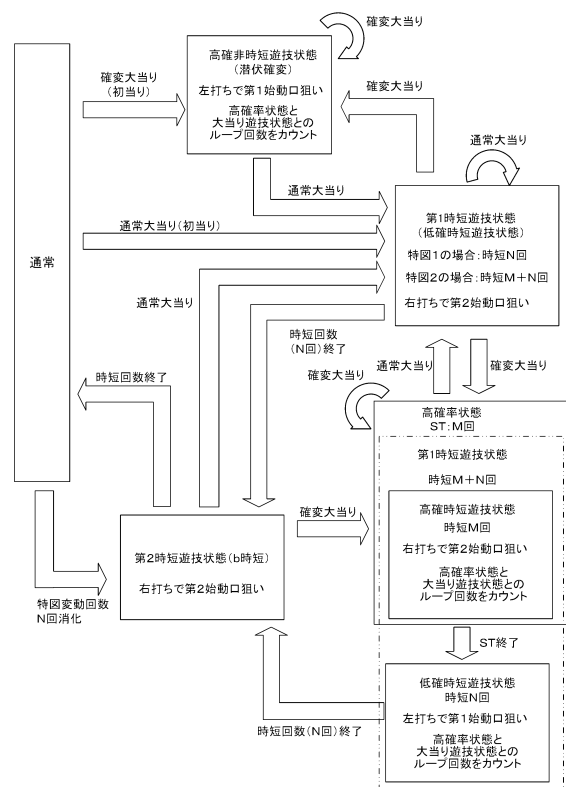 確変大当り
高確非時短遊技状態
(潜伏確変)
左打ちで第1始動口狙い
高確率状態と
大当り遊技状態との
ループ回数をカウント
確変大当り
(初当り)
確変大当り
通常大当り
通常大当り
第1時短遊技状態
(低確時短遊技状態)
特図1の場合:時短N回
特図2の場合:時短M+N回
右打ちで第2始動口狙い
通常大当り(初当り)
通常
通常大当り
時短回数
(N回)終了
通常大当り
確変大当り
確変大当り
時短回数終了
高確率状態
ST:M回
第1時短遊技状態
時短M+N回
高確時短遊技状態
時短M回
右打ちで第2始動口狙い
高確率状態と
大当り遊技状態との
ループ回数をカウント
確変大当り
第2時短遊技状態(b時短)
右打ちで第2始動口狙い
特図変動回数
N回消化
ST終了
低確時短遊技状態
時短N回
左打ちで第1始動口狙い
高確率状態と
大当り遊技状態との
ループ回数をカウント
時短回数(N回)終了